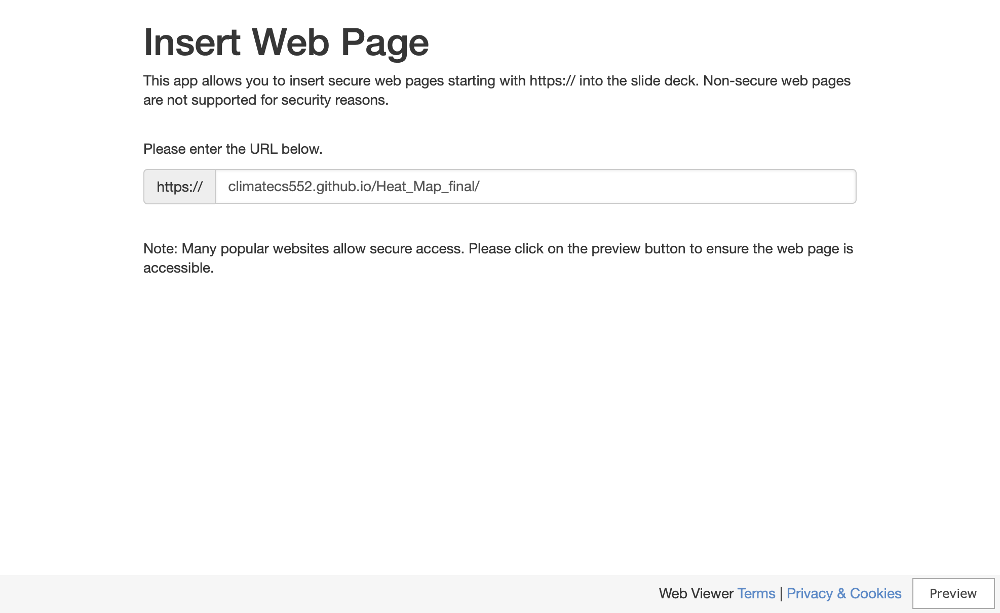 Insert Web Page
This app allows you to insert secure web pages starting with https:// into the slide deck. Non-secure web pages
are not supported for security reasons.
Please enter the URL below.
https:// climatecs552.github.io/Heat_Map_final/
Note: Many popular websites allow secure access. Please click on the preview button to ensure the web page is
accessible.
Web Viewer Terms | Privacy & Cookies Preview